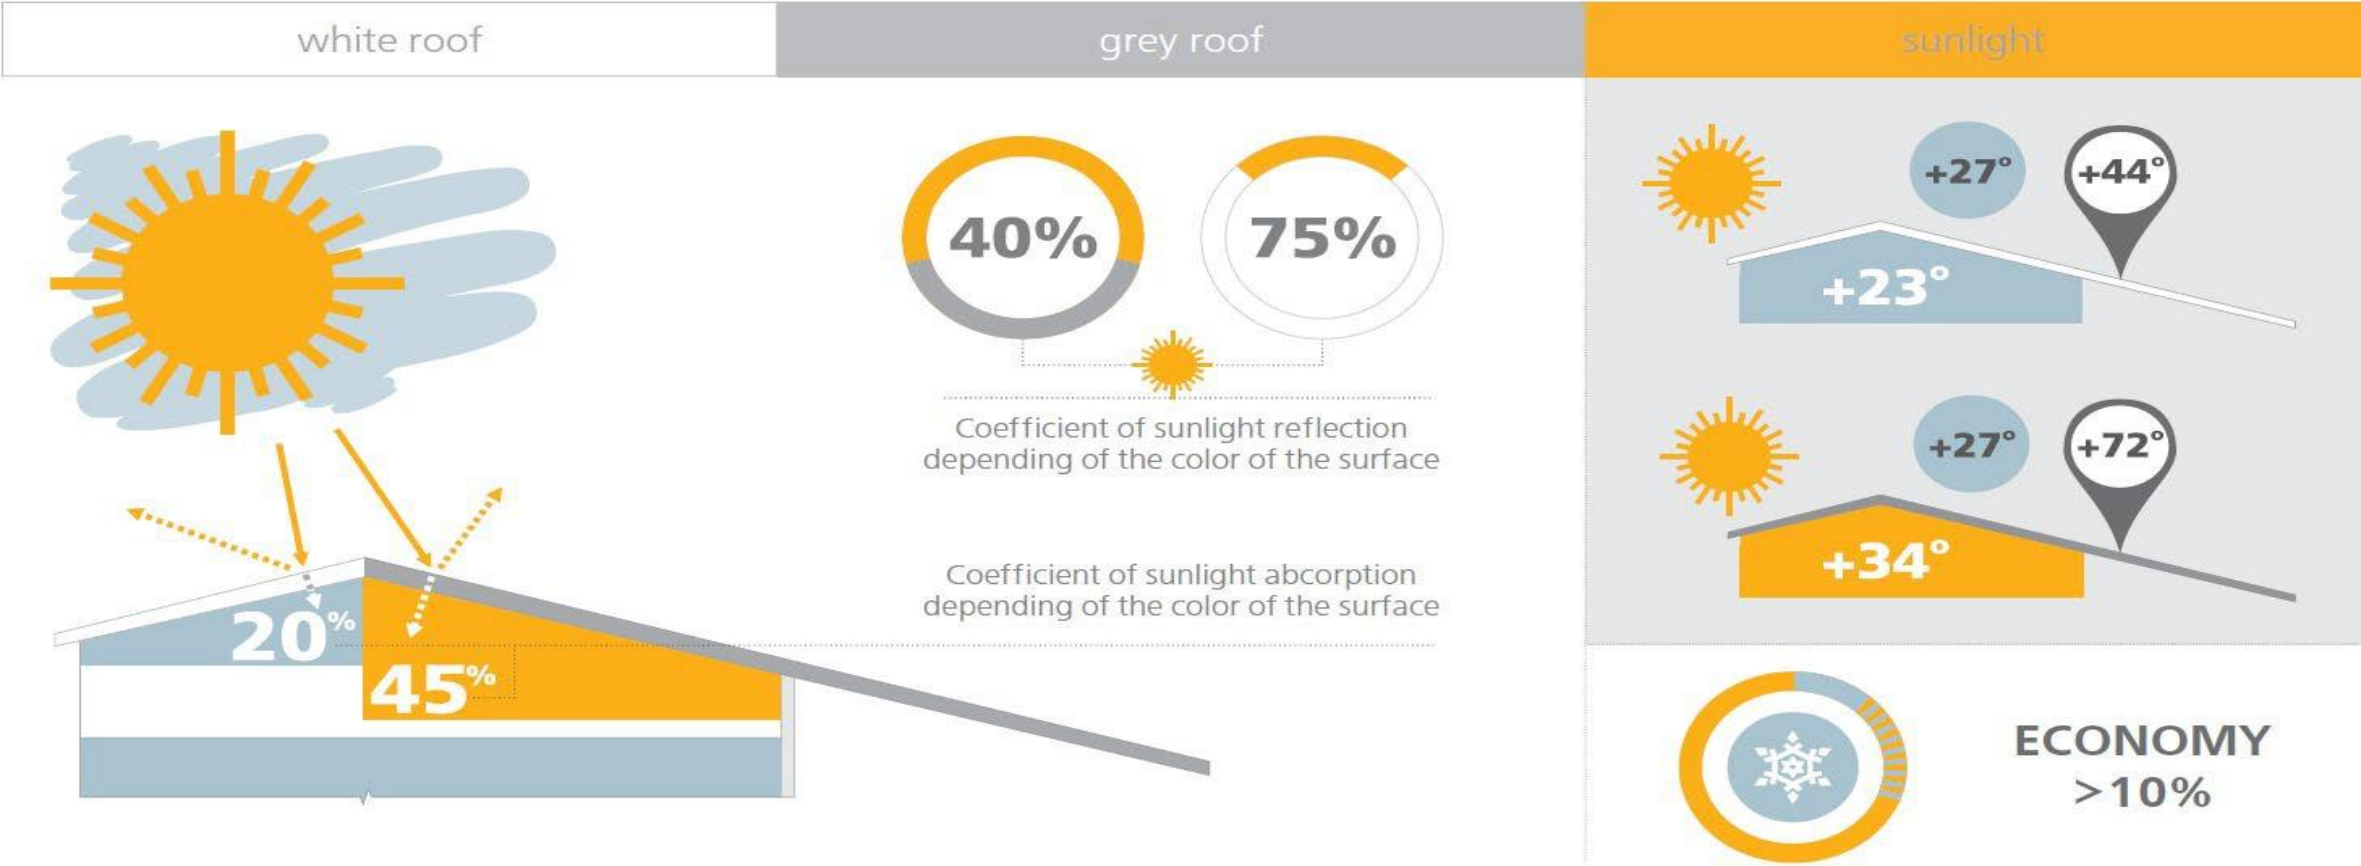 white roof
grey roof
sunlight
40%
75%
Coefficient of sunlight reflection
depending of the color of the surface
Coefficient of sunlight abcorption
depending of the color of the surface
20%
45%
+27°
+44°
+23°
+27°
+72°
+34°
ECONOMY
>10%